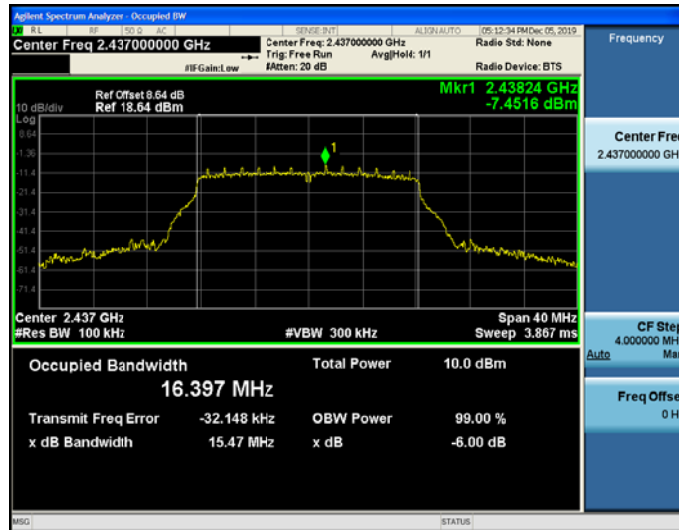 Agilent Spectrum Analyzer - Occupied BW
RL RF 50 Ω AC SENSE:INT ALIGN AUTO 05:12:34 PM Dec 05, 2019
Center Freq 2.437000000 GHz Center Freq: 2.437000000 GHz Radio Std: None Frequency
Trig: Free Run Avg|Hold: 1/1
#IFGain:Low #Atten: 20 dB Radio Device: BTS
Ref Offset 8.64 dB Mkr1 2.43824 GHz
10 dB/div Ref 18.64 dBm -7.4516 dBm
Log
8.64
-1.36
-11.4
-21.4
-31.4
-41.4
-51.4
-61.4
-71.4
1
Center Fre
2.437000000 GH
Center 2.437 GHz Span 40 MHz
#Res BW 100 kHz #VBW 300 kHz Sweep 3.867 ms
CF Step
4.000000 MH
Auto Ma
Occupied Bandwidth Total Power 10.0 dBm
16.397 MHz
Transmit Freq Error -32.148 kHz OBW Power 99.00 %
x dB Bandwidth 15.47 MHz x dB -6.00 dB
Freq Offse
0 H
MSG STATUS